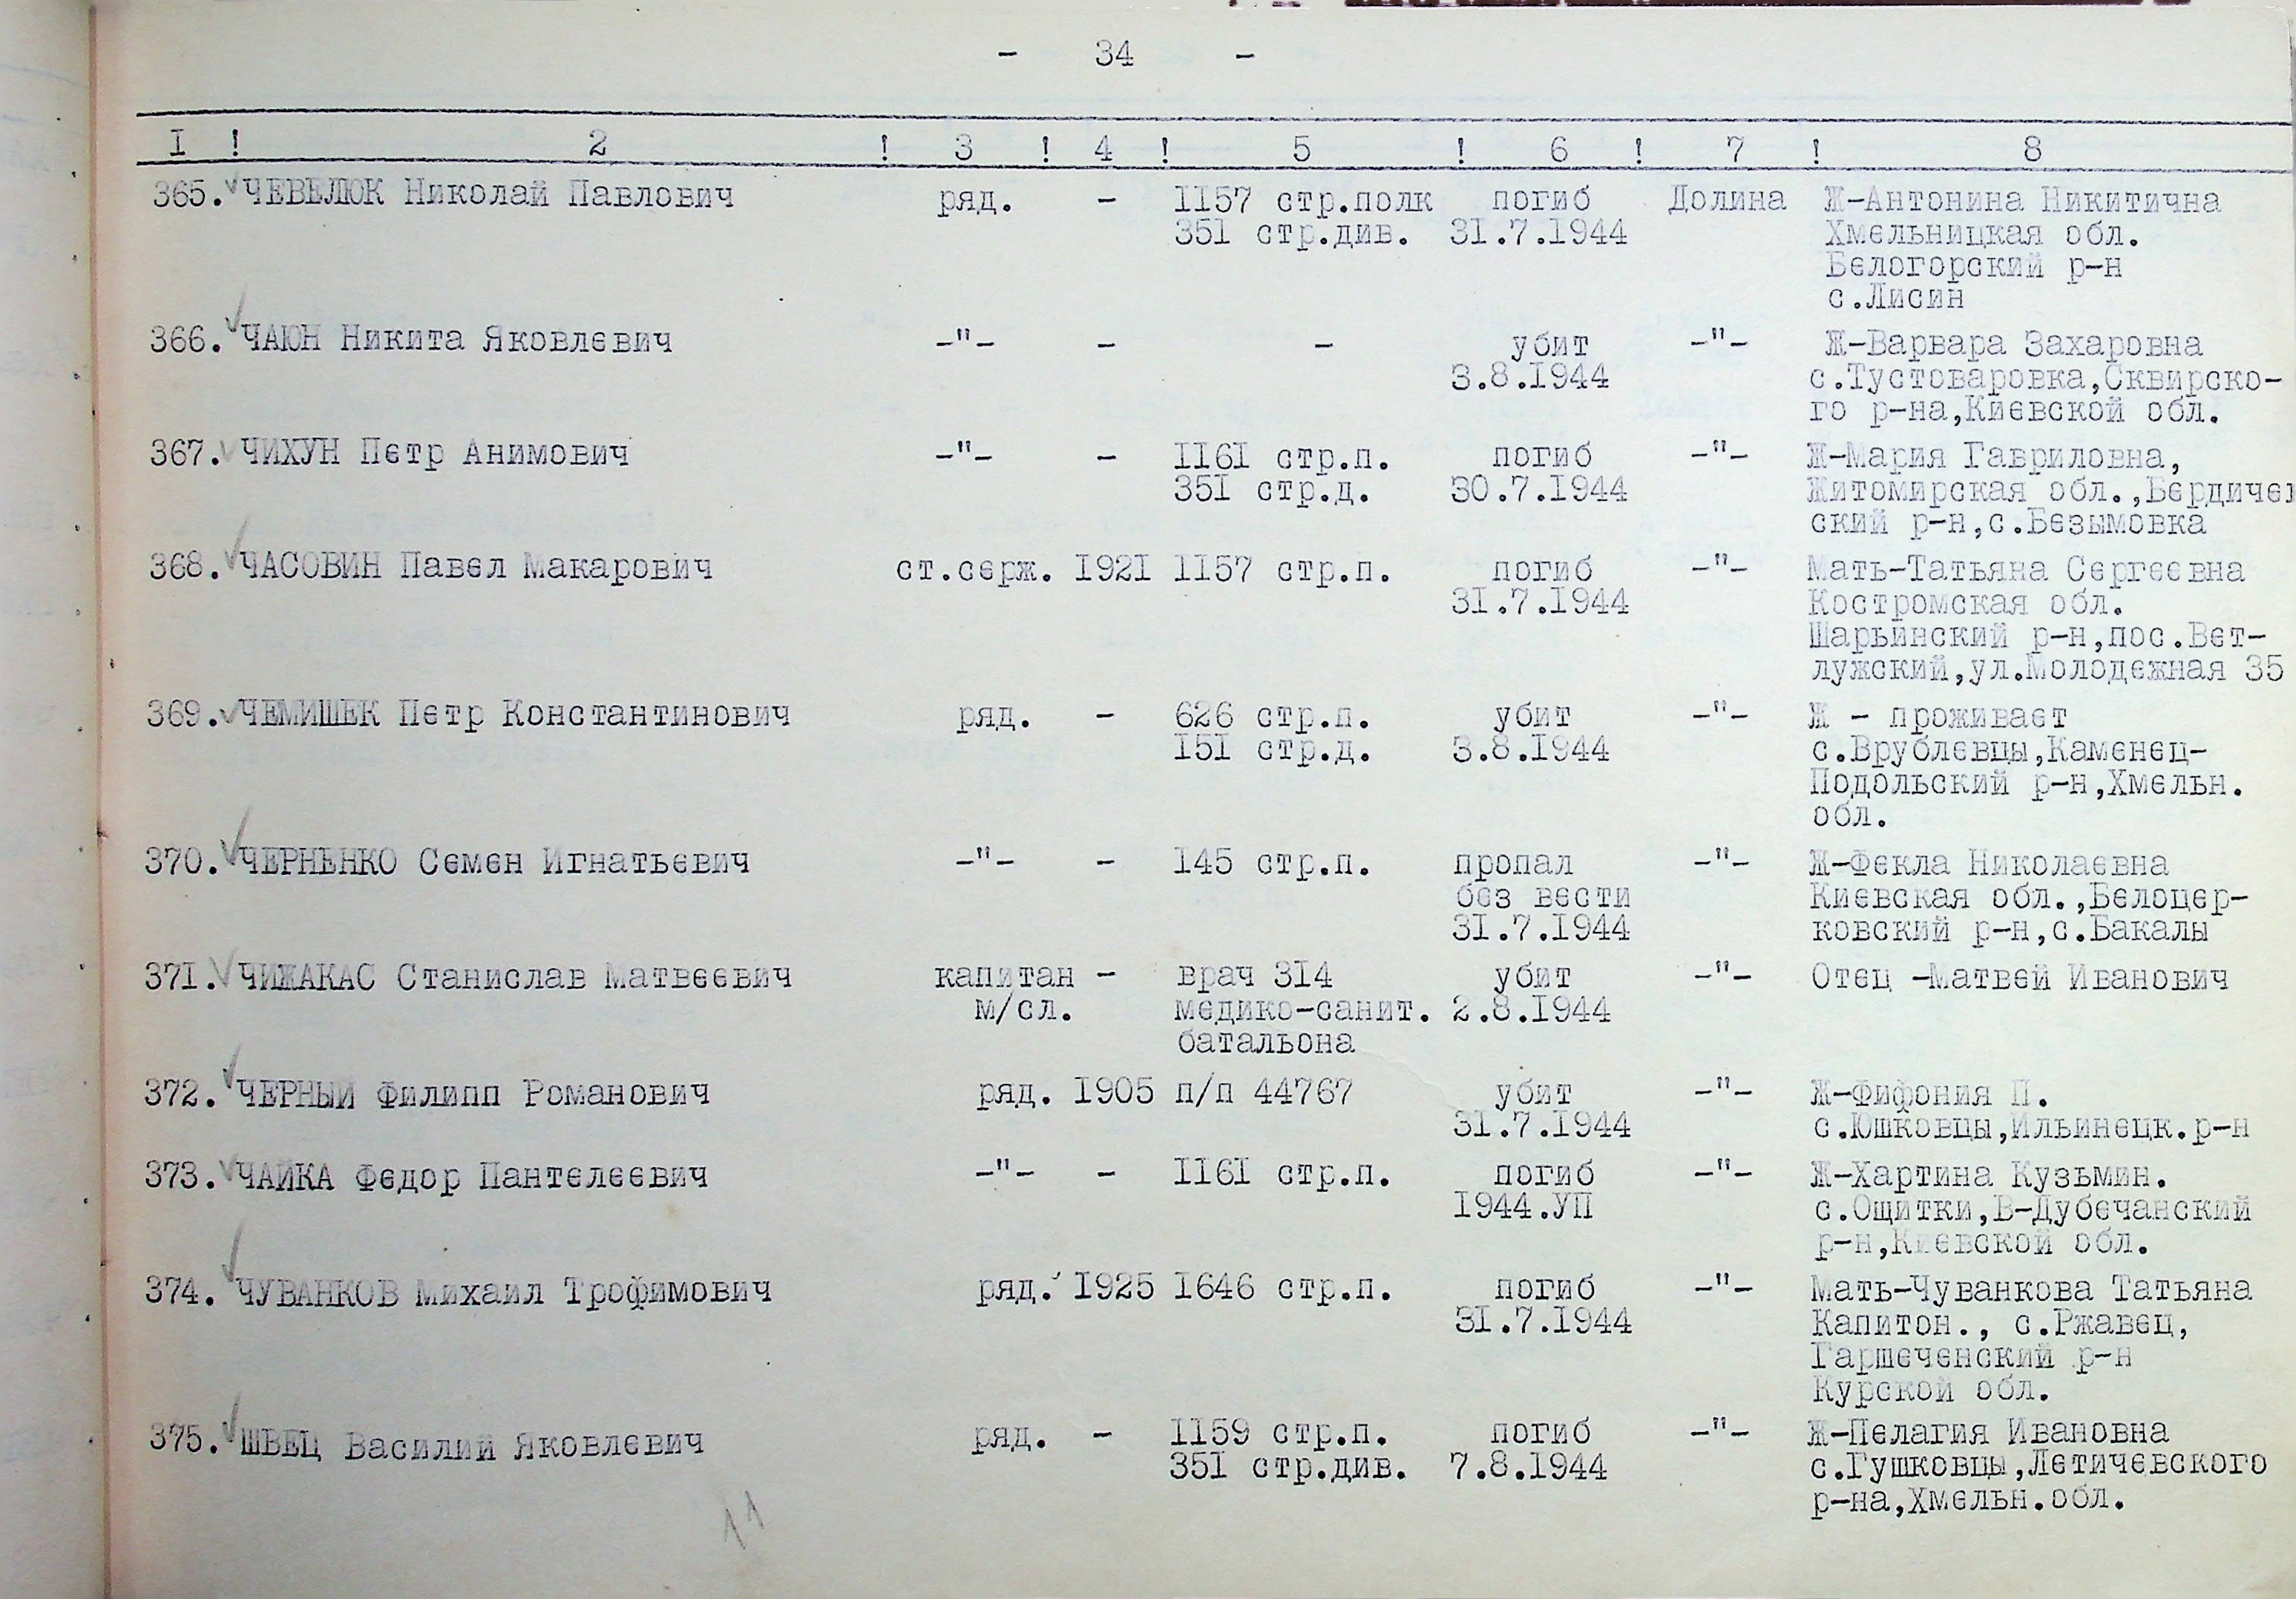 - 34 -
I ! 2 ! 3 ! 4 ! 5 ! 6 ! 7 ! 8
365. ЧЕВЕЛЮК Николай Павлович ряд. - 1157 стр.полк погиб Долина Ж-Антонина Никитична
351 стр.див. 31.7.1944 Хмельницкая обл.
Белогорский р-н
с.Лисин
366. ЧАЮН Никита Яковлевич -"- - - убит -"- Ж-Варвара Захаровна
3.8.1944 с.Тустоваровка,Сквирско-
го р-на,Киевской обл.
367. ЧИХУН Петр Анимович -"- - 1161 стр.п. погиб -"- Ж-Мария Гавриловна,
351 стр.д. 30.7.1944 Житомирская обл.,Бердичев
ский р-н,с.Безымовка
368. ЧАСОВИН Павел Макарович ст.серж. 1921 1157 стр.п. погиб -"- Мать-Татьяна Сергеевна
31.7.1944 Костромская обл.
Шарьинский р-н,пос.Вет-
лужский,ул.Молодежная 35
369. ЧЕМИШЕК Петр Константинович ряд. - 626 стр.п. убит -"- Ж - проживает
151 стр.д. 3.8.1944 с.Врублевцы,Каменец-
Подольский р-н,Хмельн.
обл.
370. ЧЕРНЕНКО Семен Игнатьевич -"- - 145 стр.п. пропал -"- Ж-Фекла Николаевна
без вести Киевская обл.,Белоцер-
31.7.1944 ковский р-н,с.Бакалы
371. ЧИЖАКАС Станислав Матвеевич капитан - врач 314 убит -"- Отец -Матвей Иванович
м/сл. медико-санит. 2.8.1944
батальона
372. ЧЕРНЫЙ Филипп Романович ряд. 1905 п/п 44767 убит -"- Ж-Фифония П.
31.7.1944 с.Юшковцы,Ильинецк.р-н
373. ЧАЙКА Федор Пантелеевич -"- - 1161 стр.п. погиб -"- Ж-Хартина Кузьмин.
1944.УП с.Ощитки,В-Дубечанский
р-н,Киевской обл.
374. ЧУВАНКОВ Михаил Трофимович ряд. 1925 1646 стр.п. погиб -"- Мать-Чуванкова Татьяна
31.7.1944 Капитон., с.Ржавец,
Гаршеченский р-н
Курской обл.
375. ШВЕЦ Василий Яковлевич ряд. - 1159 стр.п. погиб -"- Ж-Пелагия Ивановна
351 стр.див. 7.8.1944 с.Гушковцы,Летичевского
р-на,Хмельн.обл.
11